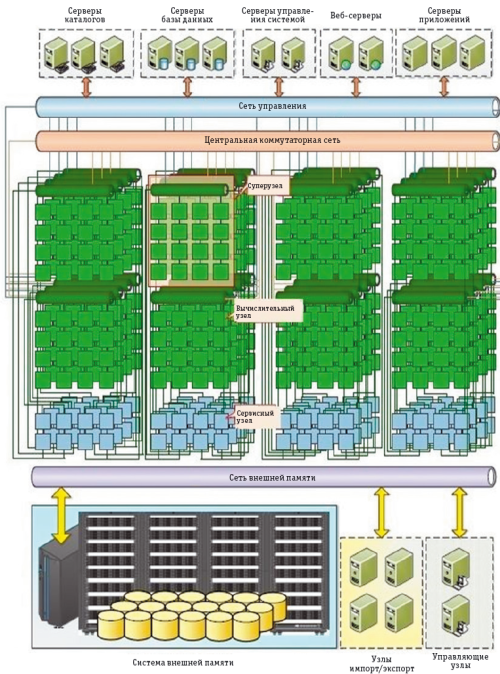 Серверы
каталогов
Серверы
базы данных
Серверы управле-
ния системой
Веб-серверы
Серверы
приложений
Сеть управления
Центральная коммутаторная сеть
Суперузел
Вычислительный
узел
Сервисный
узел
Сеть внешней памяти
Система внешней памяти
Узлы
импорт/экспорт
Управляющие
узлы